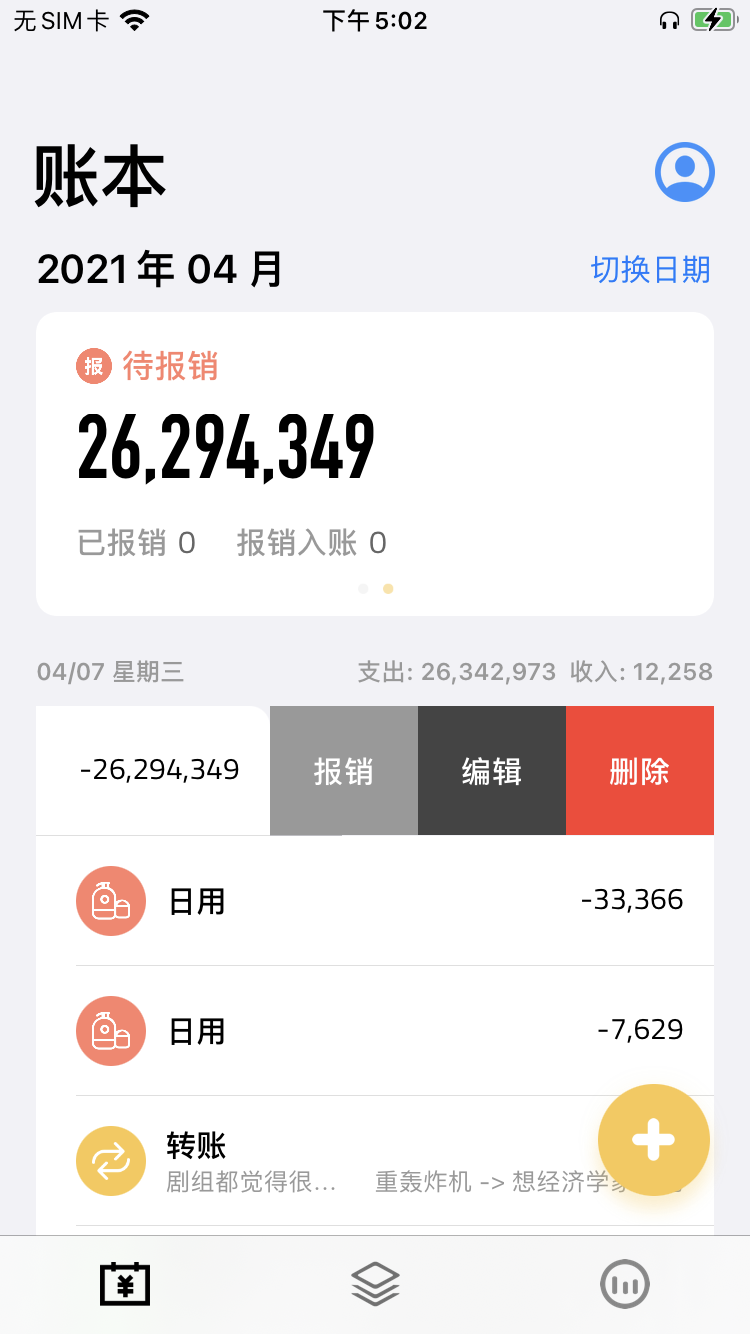 无SIM卡 下午5:02
账本
2021 年 04 月 切换日期
报 待报销
26,294,349
已报销 0 报销入账 0
04/07 星期三 支出: 26,342,973 收入: 12,258
-26,294,349 报销 编辑 删除
日用 -33,366
日用 -7,629
转账
剧组都觉得很... 重轰炸机 -> 想经济学
¥